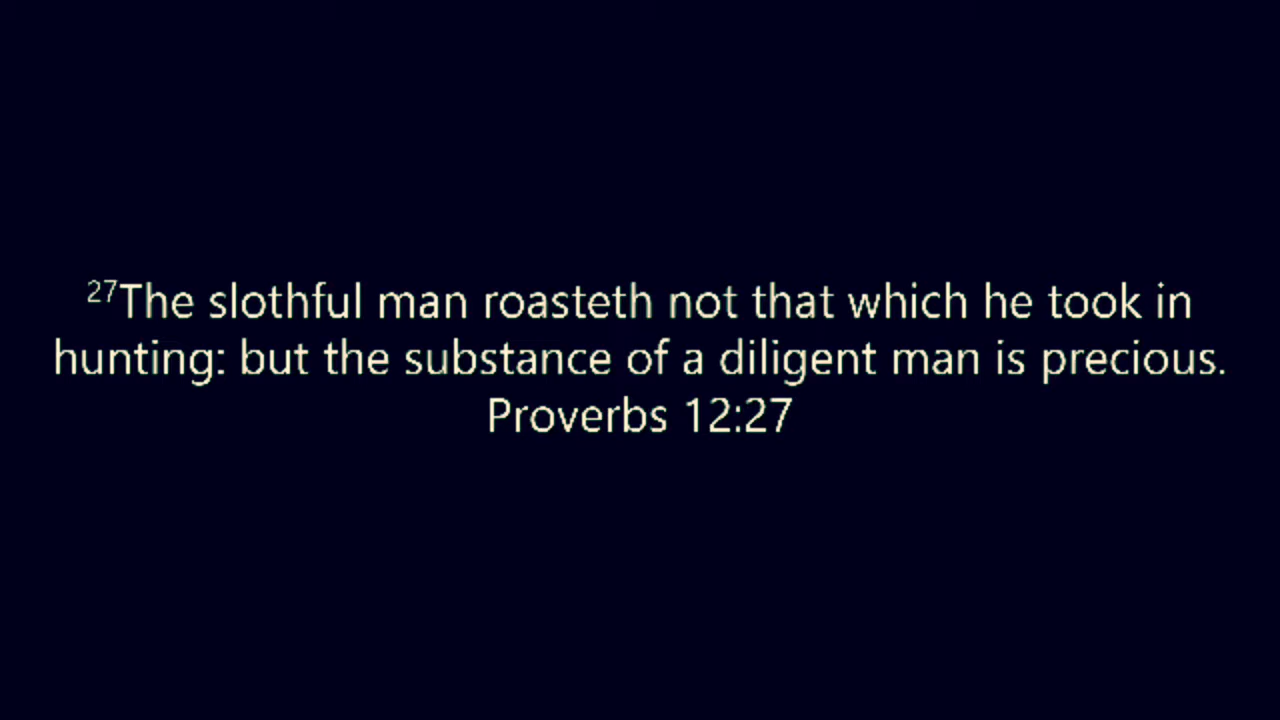 ²⁷The slothful man roasteth not that which he took in
hunting: but the substance of a diligent man is precious.
Proverbs 12:27